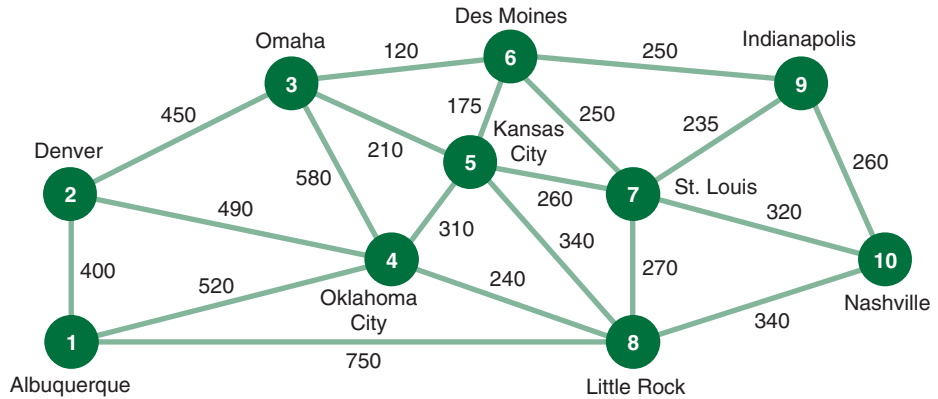 Des Moines
6
Omaha
3
120
250
Indianapolis
9
450
175
250
Kansas
City
235
Denver
2
210
5
580
260
7
St. Louis
260
490
310
340
320
400
520
4
Oklahoma
City
240
270
10
Nashville
1
Albuquerque
750
8
Little Rock
340